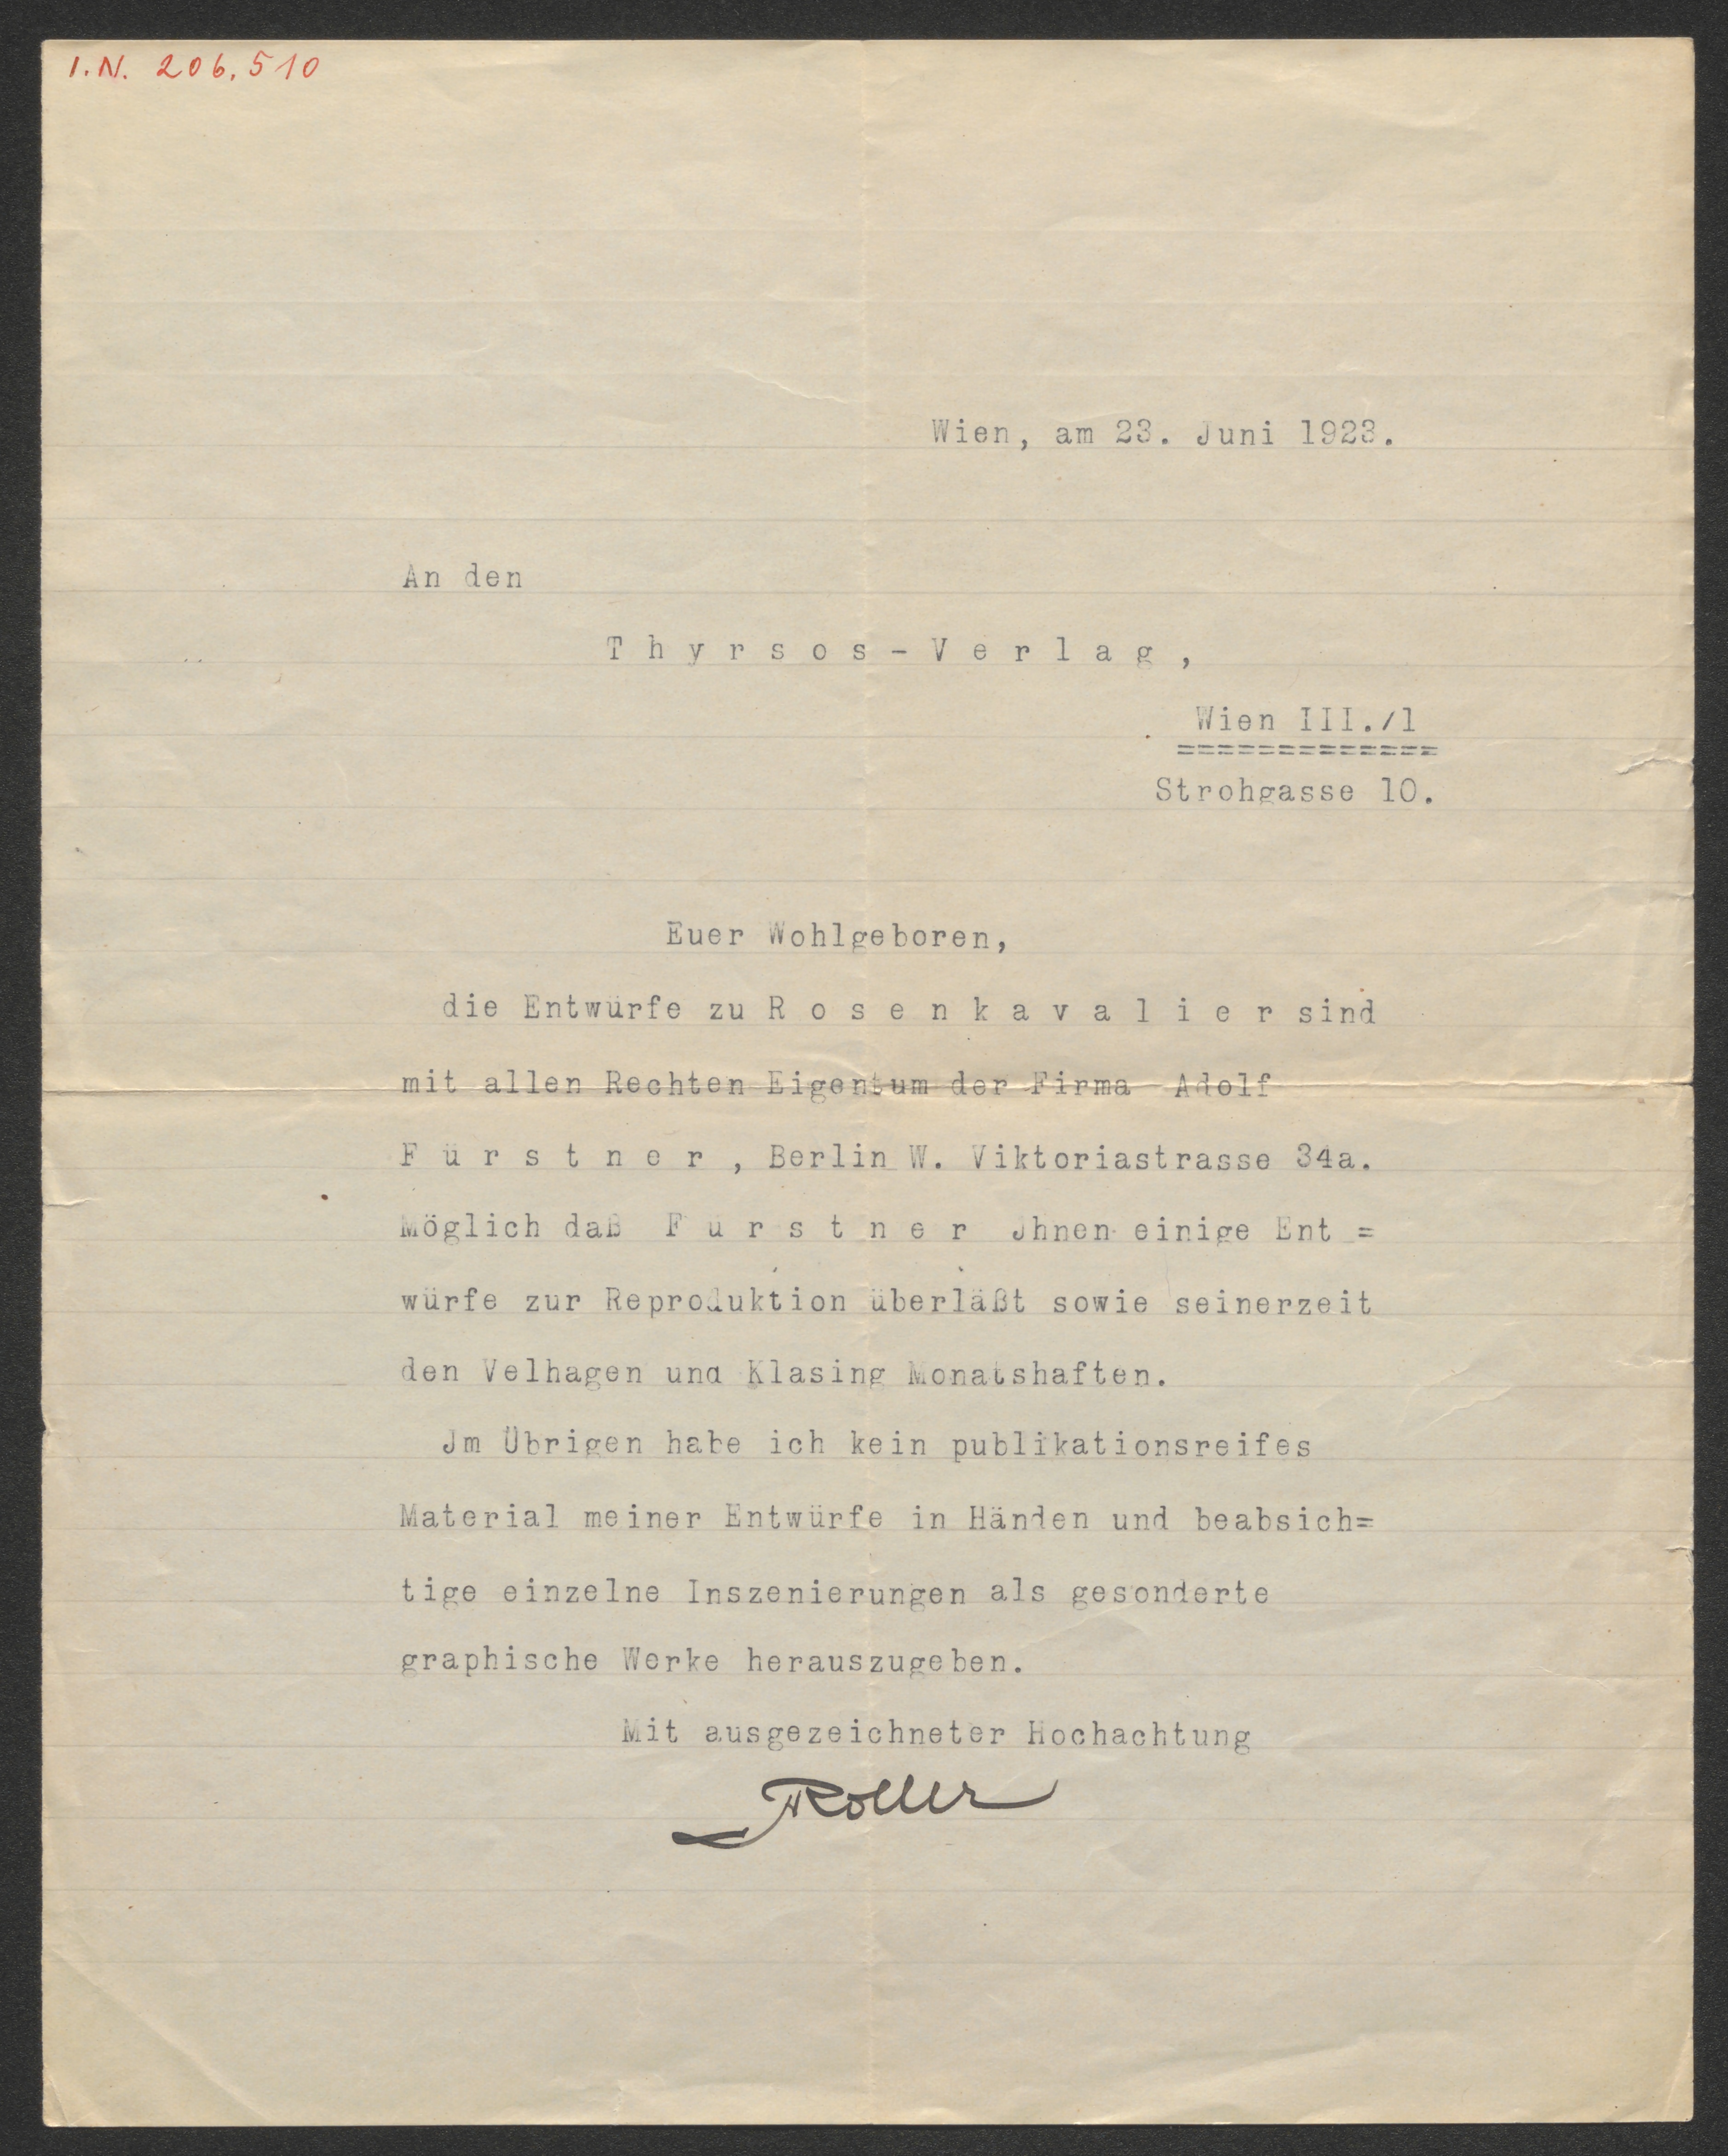 I.N. 206.510
Wien, am 23. Juni 1923.
An den
T h y r s o s - V e r l a g ,
Wien III./1
=============
Strohgasse 10.
Euer Wohlgeboren,
die Entwürfe zu R o s e n k a v a l i e r sind
mit allen Rechten Eigentum der Firma Adolf
F ü r s t n e r , Berlin W. Viktoriastrasse 34a.
Möglich daß F ü r s t n e r Jhnen einige Ent =
würfe zur Reproduktion überläßt sowie seinerzeit
den Velhagen und Klasing Monatshaften.
Jm Übrigen habe ich kein publikationsreifes
Material meiner Entwürfe in Händen und beabsich=
tige einzelne Inszenierungen als gesonderte
graphische Werke herauszugeben.
Mit ausgezeichneter Hochachtung
ARoller